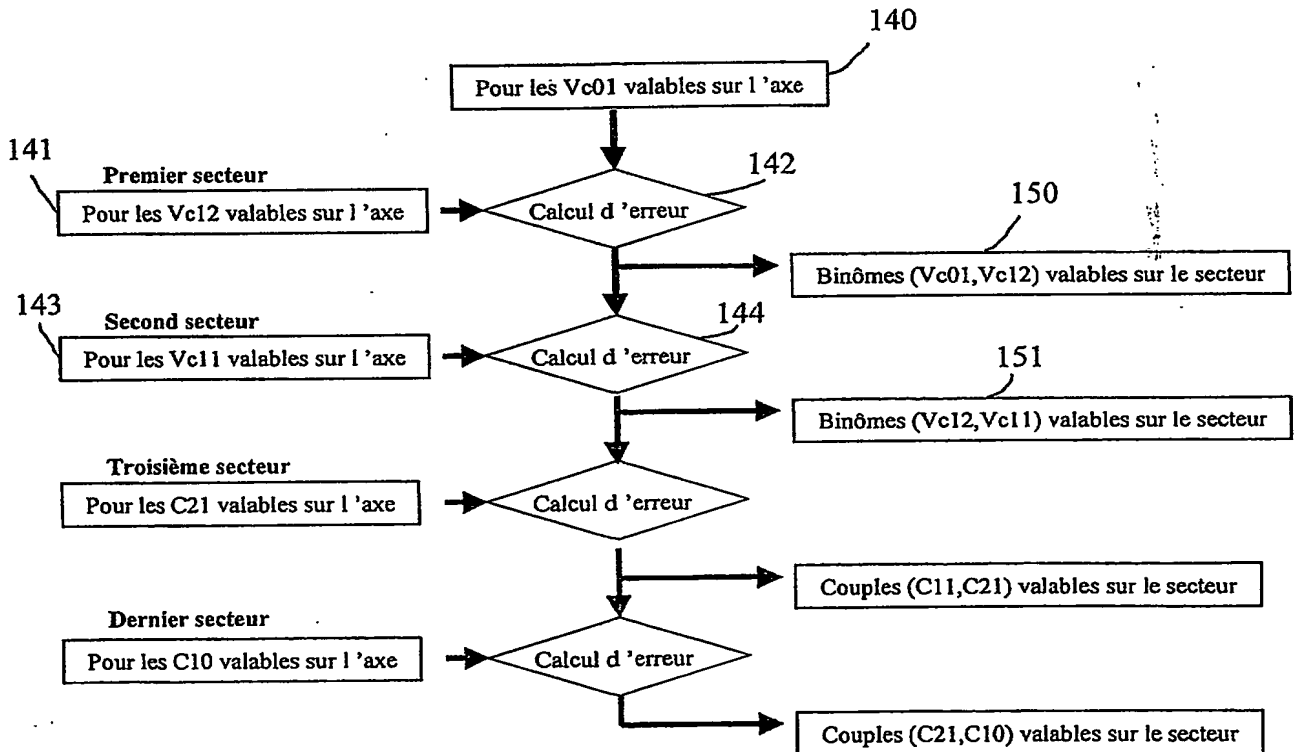 140
Pour les Vc01 valables sur l 'axe
141
Premier secteur
Pour les Vc12 valables sur l 'axe
142
Calcul d 'erreur
150
Binômes (Vc01,Vc12) valables sur le secteur
143
Second secteur
Pour les Vc11 valables sur l 'axe
144
Calcul d 'erreur
151
Binômes (Vc12,Vc11) valables sur le secteur
Troisième secteur
Pour les C21 valables sur l 'axe
Calcul d 'erreur
Couples (C11,C21) valables sur le secteur
Dernier secteur
Pour les C10 valables sur l 'axe
Calcul d 'erreur
Couples (C21,C10) valables sur le secteur